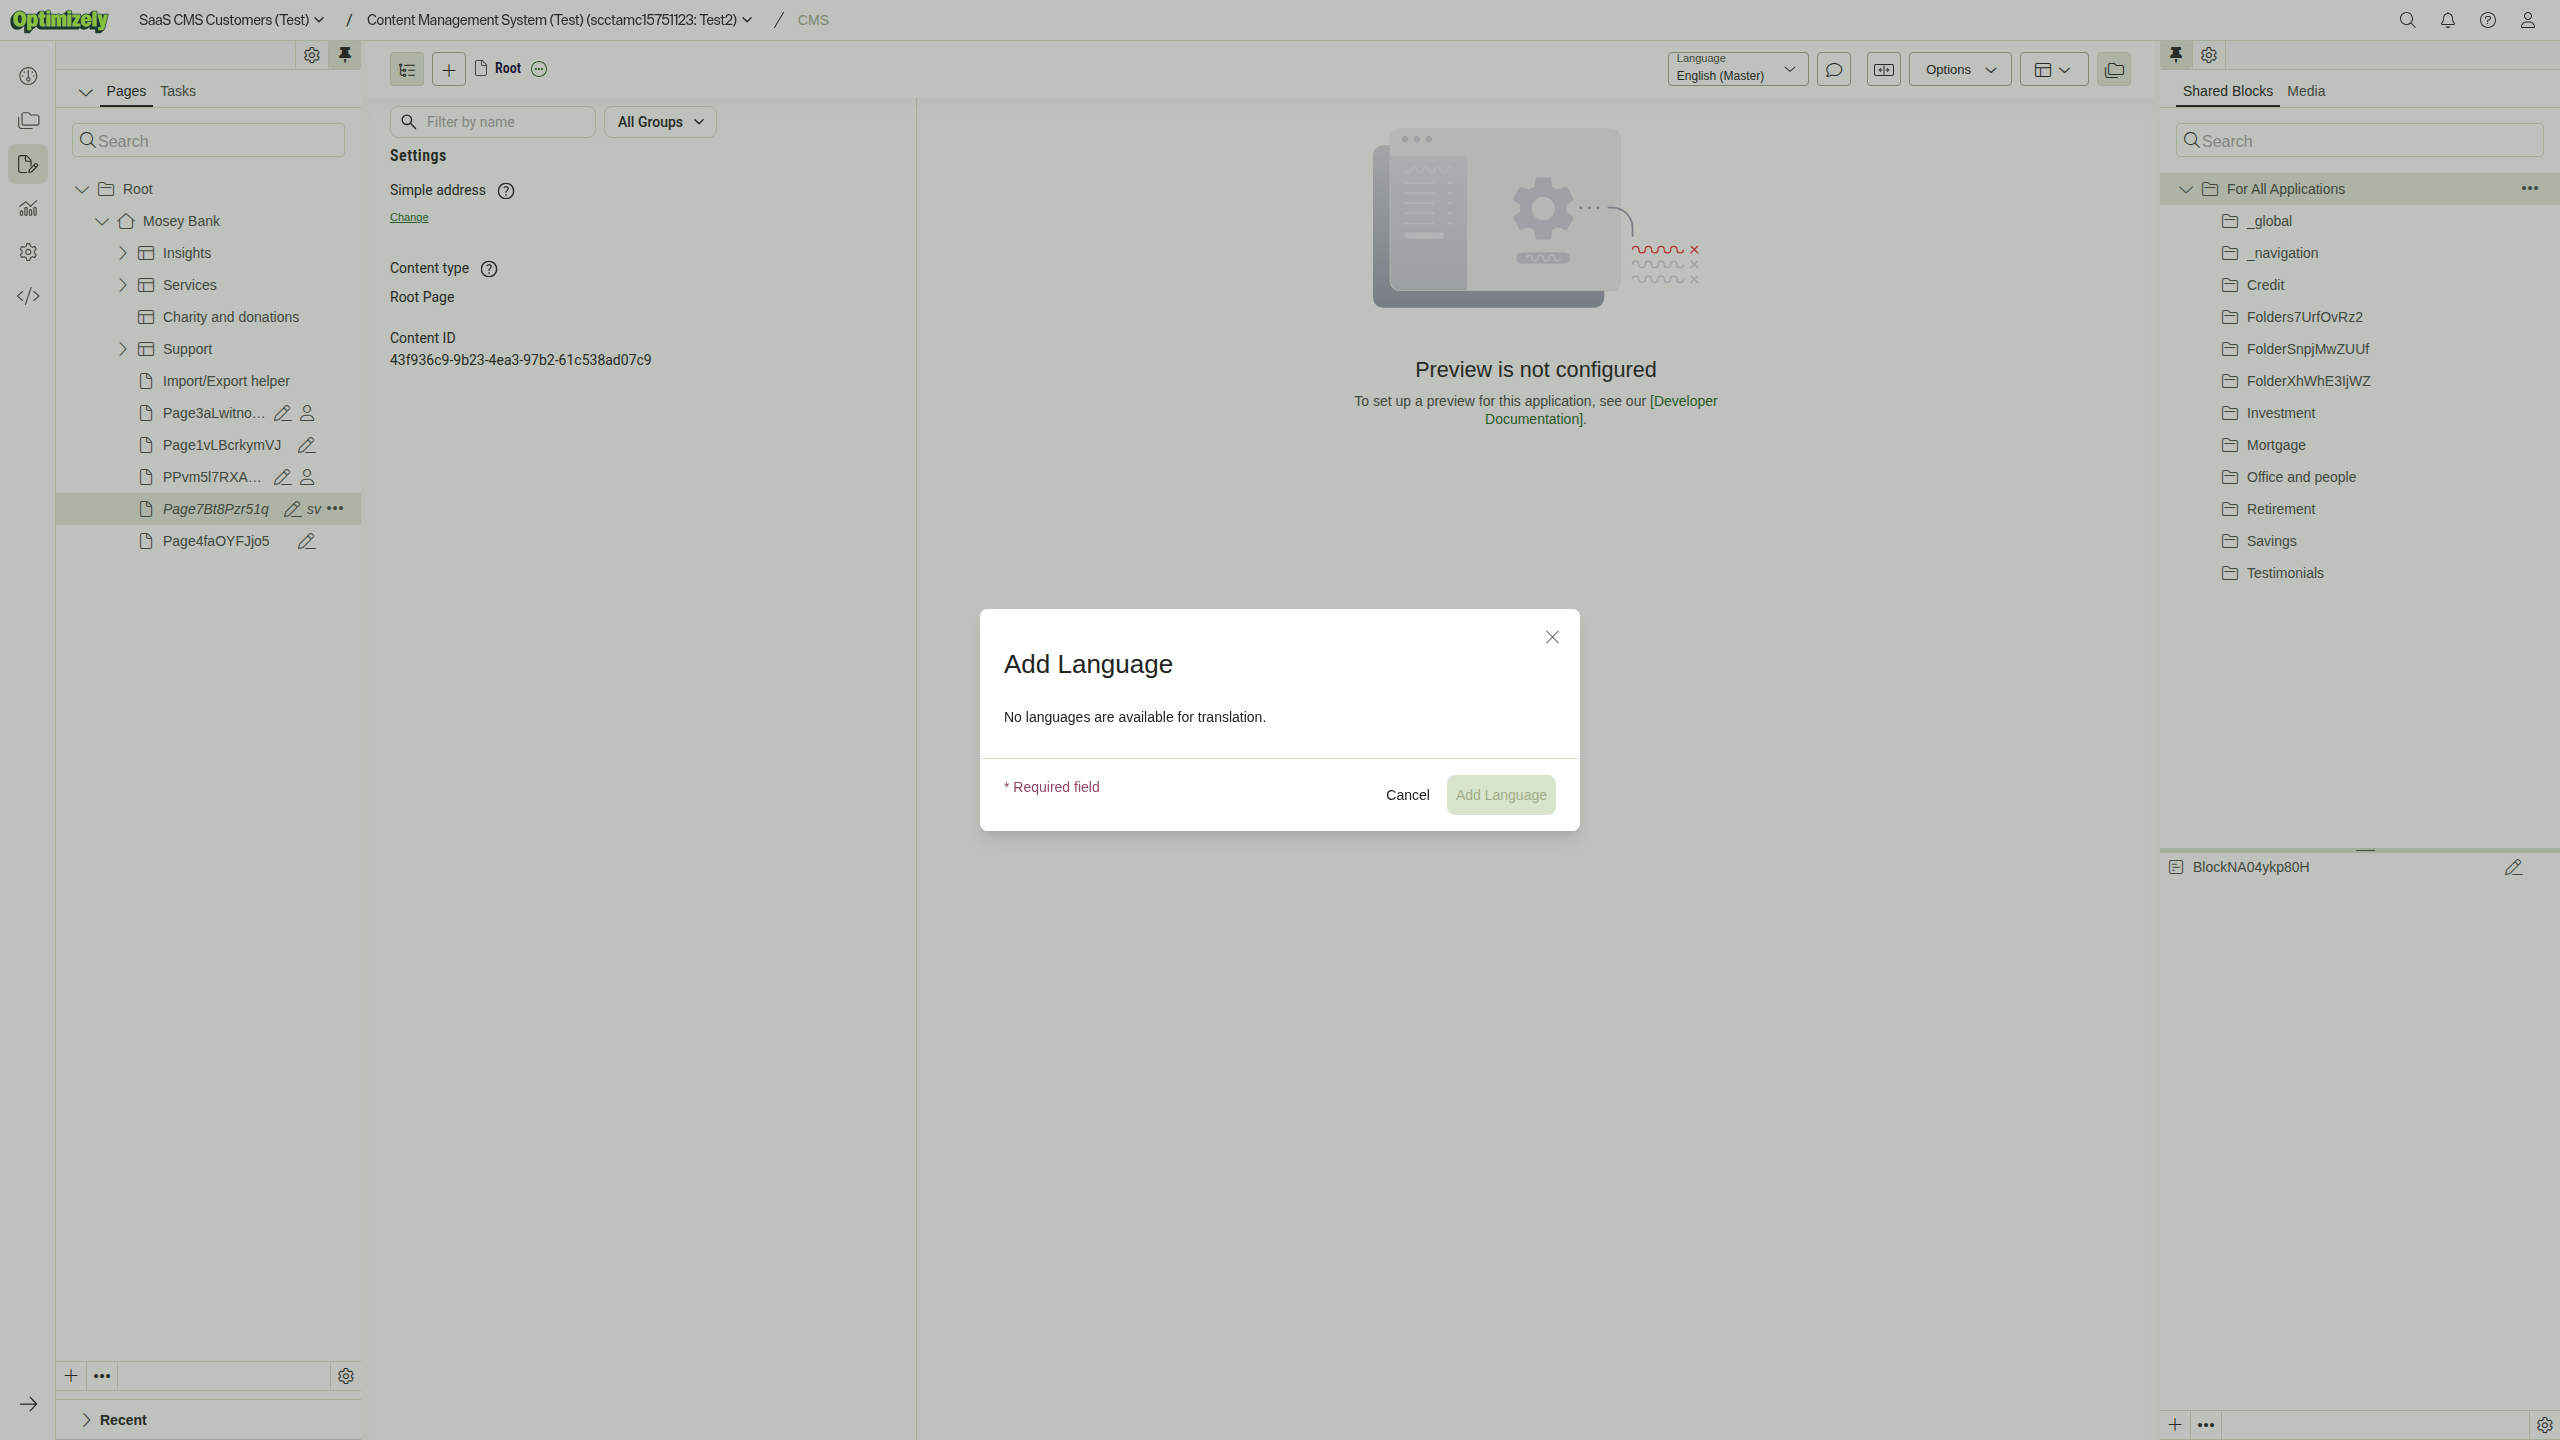 Optimizely
SaaS CMS Customers (Test)
/
Content Management System (Test) (scctamc15751123: Test2)
/
CMS
Pages
Tasks
Search
Root
Mosey Bank
Insights
Services
Charity and donations
Support
Import/Export helper
Page3aLwitno...
Page1vLBcrkymVJ
PPvm5l7RXA...
Page7Bt8Pzr51q
sv
Page4faOYFJjo5
Recent
Root
Language
English (Master)
Options
Filter by name
All Groups
Settings
Simple address
Change
Content type
Root Page
Content ID
43f936c9-9b23-4ea3-97b2-61c538ad07c9
Preview is not configured
To set up a preview for this application, see our [Developer
Documentation].
Add Language
No languages are available for translation.
* Required field
Cancel
Add Language
Shared Blocks
Media
Search
For All Applications
_global
_navigation
Credit
Folders7UrfOvRz2
FolderSnpjMwZUUf
FolderXhWhE3IjWZ
Investment
Mortgage
Office and people
Retirement
Savings
Testimonials
BlockNA04ykp80H